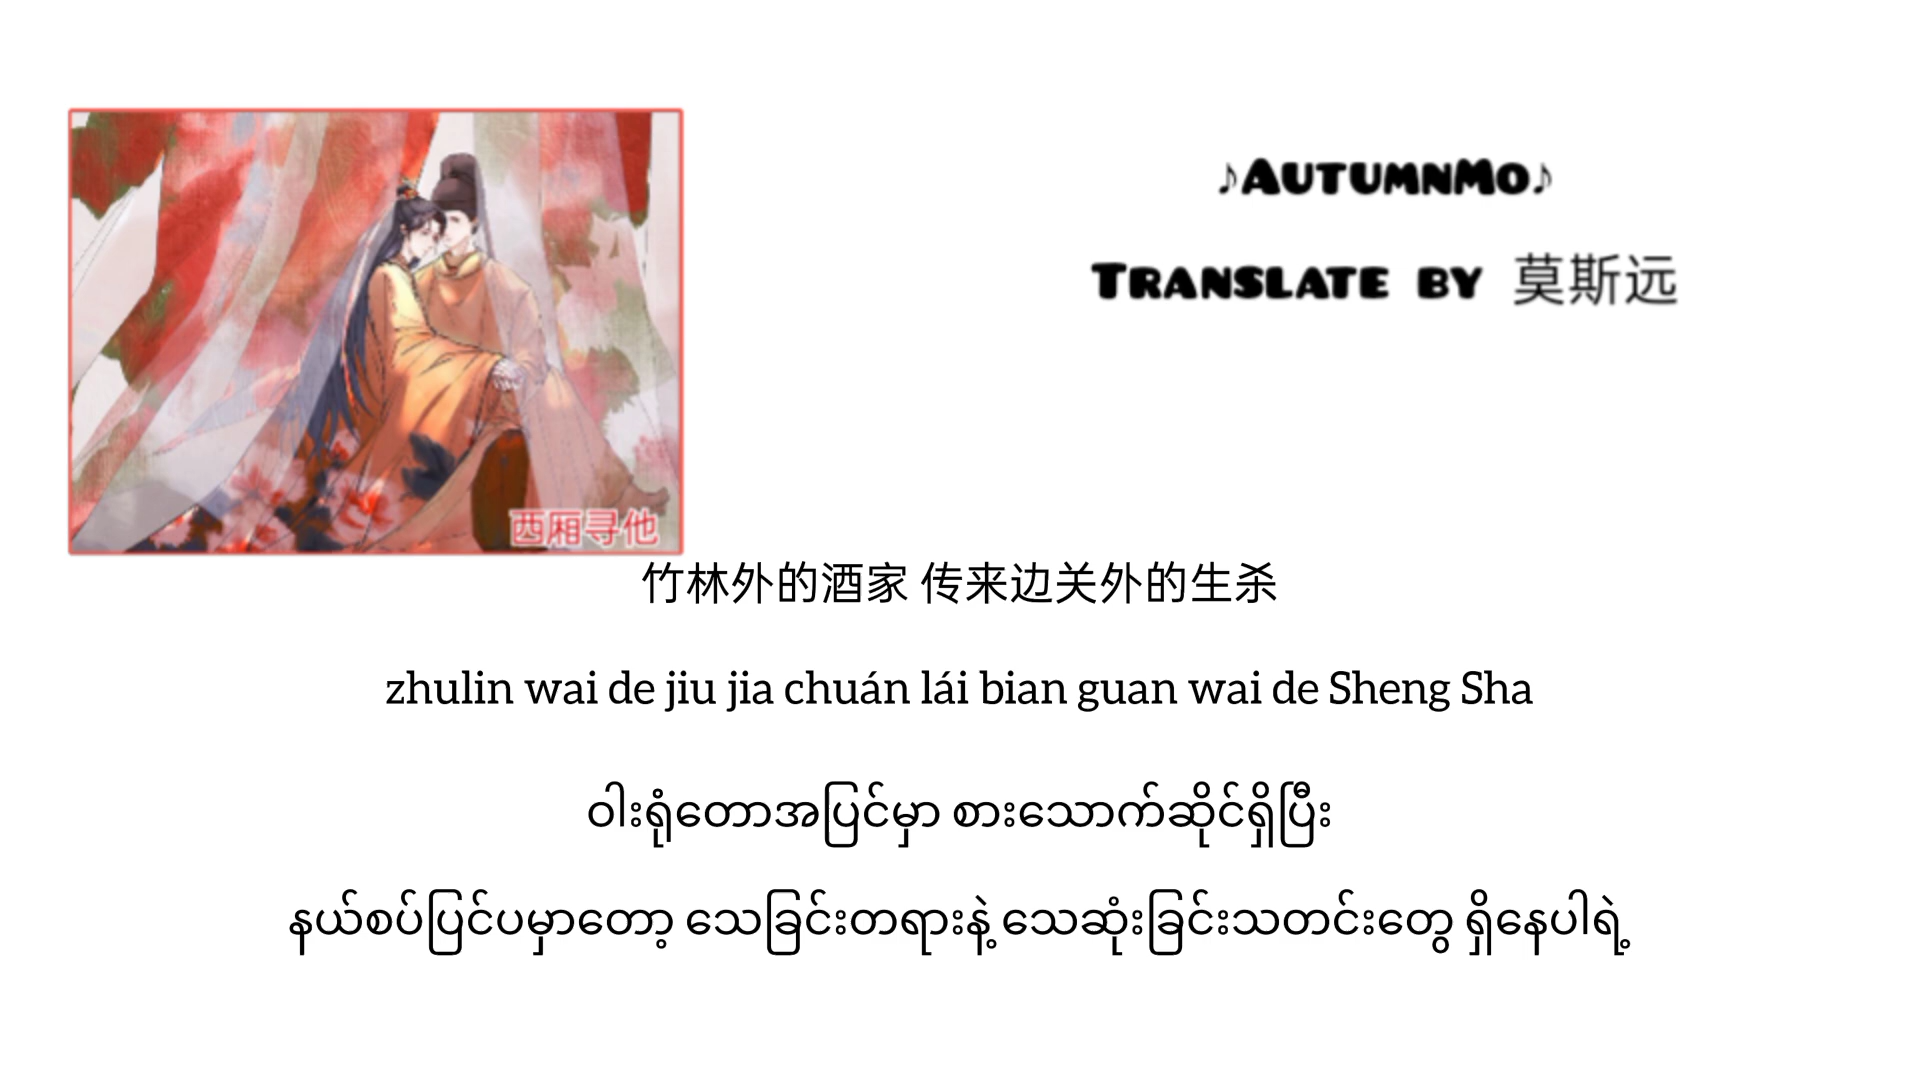 ♪AutumnMo♪
Translate by 莫斯远
西厢寻他
竹林外的酒家 传来边关外的生杀
zhulin wai de jiu jia chuán lái bian guan wai de Sheng Sha
ဝါးရုံတောအပြင်မှာ စားသောက်ဆိုင်ရှိပြီး
နယ်စပ်ပြင်ပမှာတော့ သေခြင်းတရားနဲ့ သေဆုံးခြင်းသတင်းတွေ ရှိနေပါရဲ့